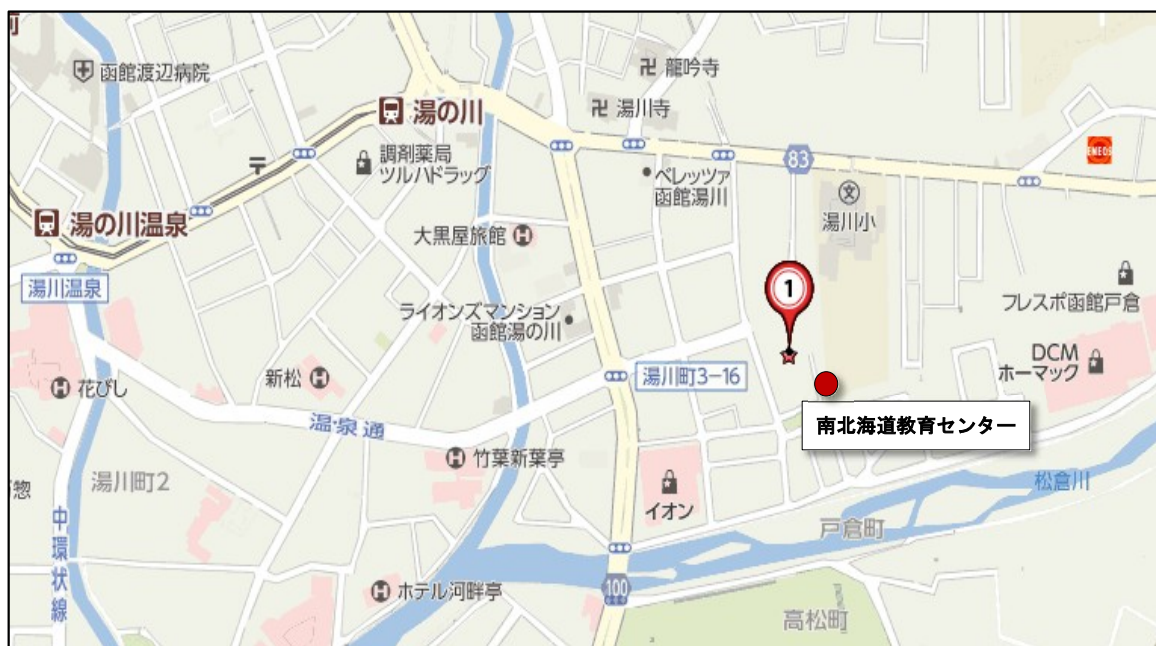 町
函館渡辺病院
湯の川
龍吟寺
湯川寺
調剤薬局
ツルハドラッグ
83
ENEOS
ベレッツァ
函館湯川
湯川小
文
湯の川温泉
大黒屋旅館
H
湯川温泉
1
フレスポ函館戸倉
ライオンズマンション
函館湯の川
DCM
ホーマック
湯川町3-16
新松
H
花びし
H
南北海道教育センター
温泉通
竹葉新葉亭
H
湯川町2
惣
イオン
松倉川
戸倉町
中環状線
100
ホテル河畔亭
H
高松町